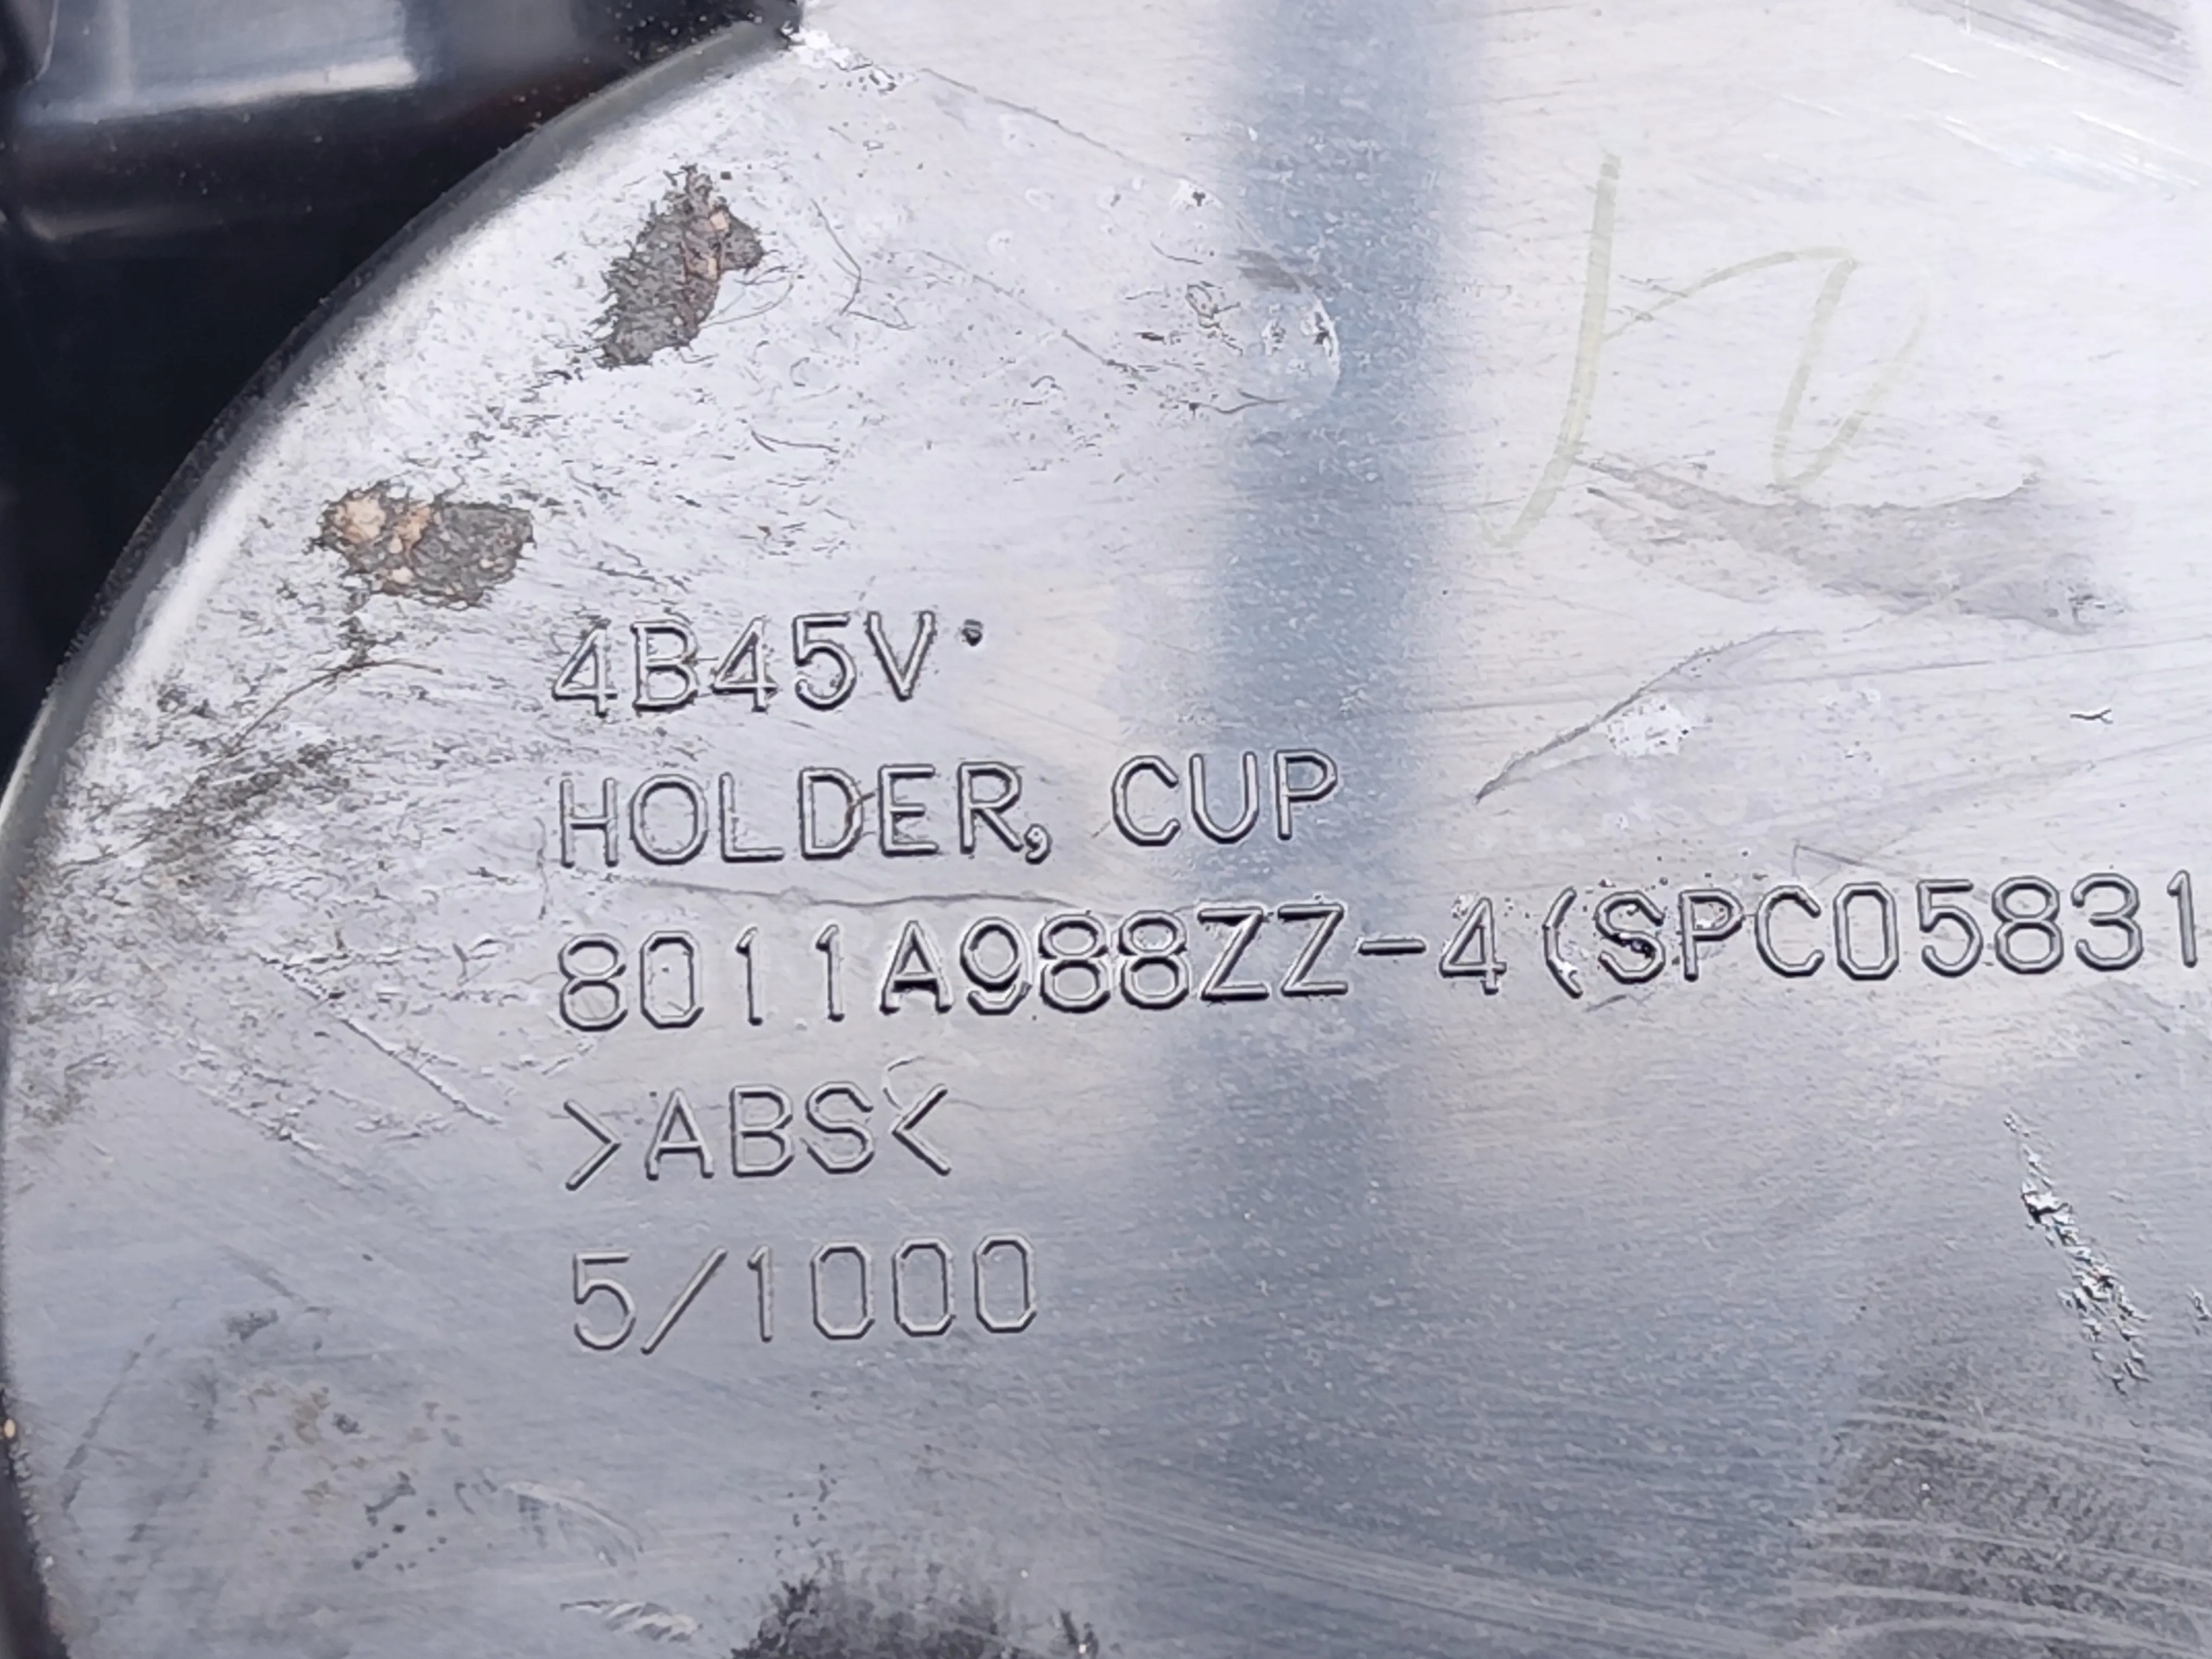 4B45V
HOLDER, CUP
8011A988ZZ-4(SPC05831
>ABS<
5/1000